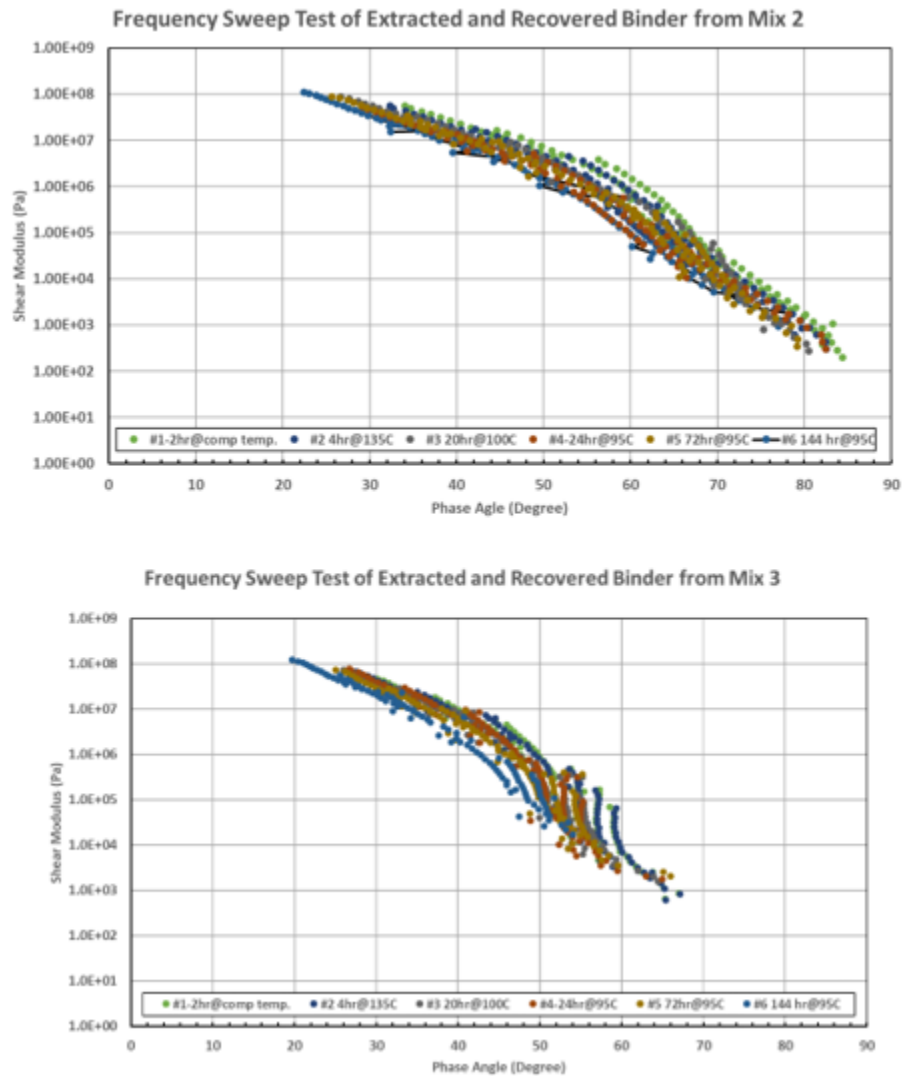 Frequency Sweep Test of Extracted and Recovered Binder from Mix 2
1.00E+09
1.00E+08
1.00E+07
1.00E+06
1.00E+05
1.00E+04
1.00E+03
1.00E+02
1.00E+01
1.00E+00
Shear Modulus (Pa)
#1-2hr@comp temp. #2 4hr@135C #3 20hr@100C #4-24hr@95C #5 72hr@95C #6 144 hr@95C
0 10 20 30 40 50 60 70 80 90
Phase Agle (Degree)
Frequency Sweep Test of Extracted and Recovered Binder from Mix 3
1.0E+09
1.0E+08
1.0E+07
1.0E+06
1.0E+05
1.0E+04
1.0E+03
1.0E+02
1.0E+01
1.0E+00
Shear Modulus (Pa)
#1-2hr@comp temp. #2 4hr@135C #3 20hr@100C #4-24hr@95C #5 72hr@95C #6 144 hr@95C
0 10 20 30 40 50 60 70 80 90
Phase Angle (Degree)